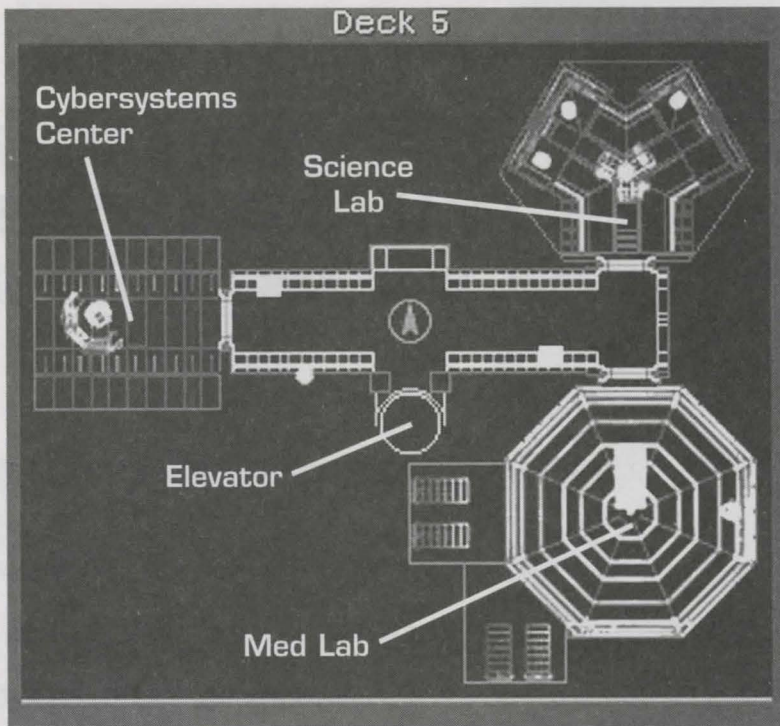 Deck 5
Cybersystems
Center
Science
Lab
Elevator
Med Lab